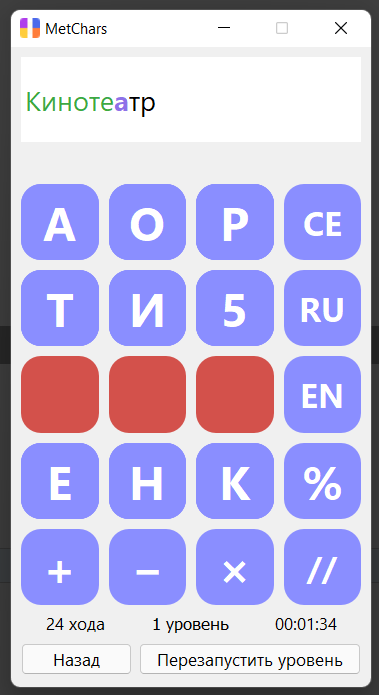 MetChars
Кинотеатр
А О Р CE
Т И 5 RU
EN
Е Н К %
+ − × //
24 хода 1 уровень 00:01:34
Назад Перезапустить уровень